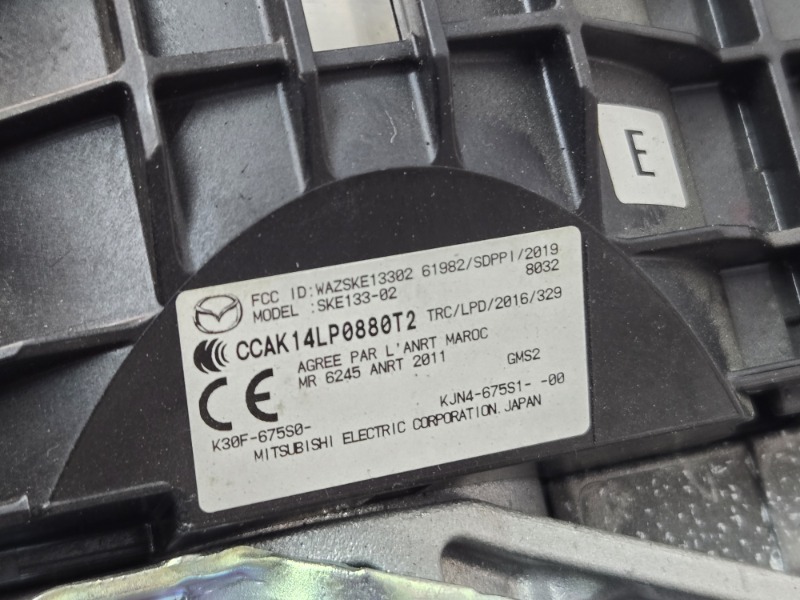 E
FCC ID:WAZSKE13302 61982/SDPPI/2019
MODEL :SKE133-02 8032
CCAK14LP0880T2 TRC/LPD/2016/329
AGREE PAR L'ANRT MAROC
MR 6245 ANRT 2011 GMS2
CE
K30F-675S0- KJN4-675S1- -00
MITSUBISHI ELECTRIC CORPORATION.JAPAN